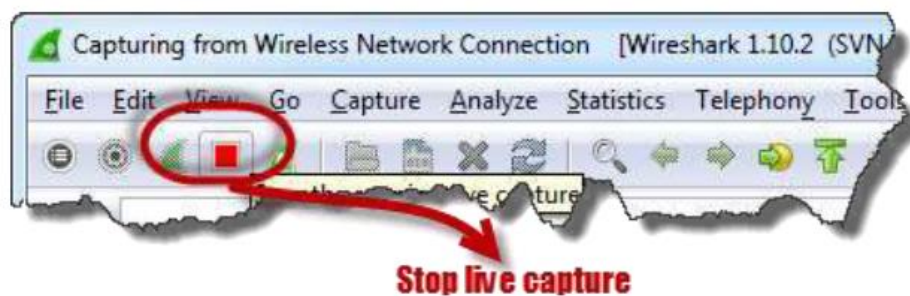 Capturing from Wireless Network Connection [Wireshark 1.10.2 (SVN
File Edit View Go Capture Analyze Statistics Telephony Tools
capture
Stop live capture